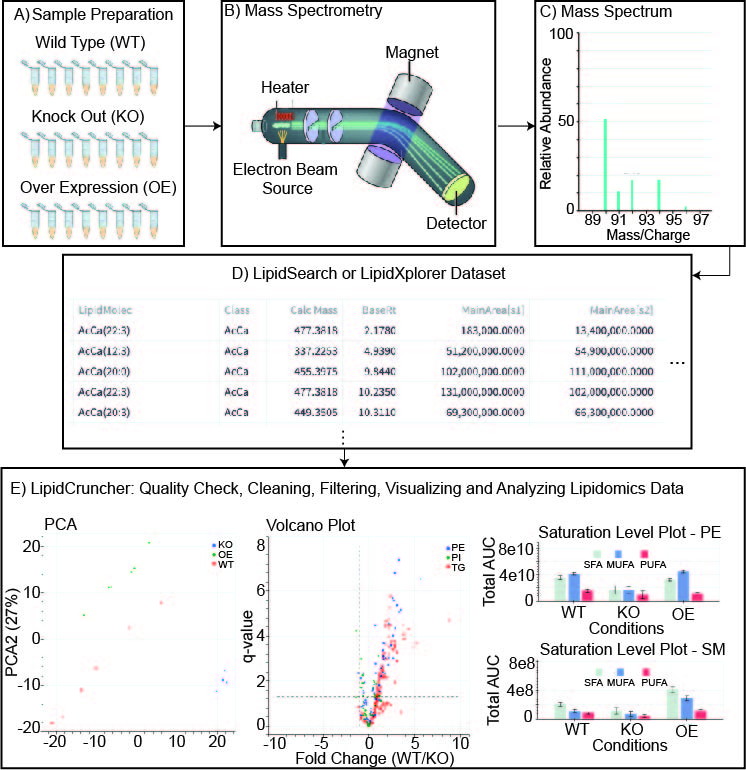 A) Sample Preparation
Wild Type (WT)
Knock Out (KO)
Over Expression (OE)
B) Mass Spectrometry
Magnet
Heater
Electron Beam
Source
Detector
C) Mass Spectrum
Relative Abundance
100
50
0
89 91 93 95 97
Mass/Charge
D) LipidSearch or LipidXplorer Dataset
LipidMolec Class Calc Mass BaseRt MainArea[s1] MainArea[s2]
AcCa(22:3) AcCa 477.3818 2.1780 183,000.0000 13,400,000.0000
AcCa(12:3) AcCa 337.2253 4.9390 51,200,000.0000 54,900,000.0000
AcCa(20:0) AcCa 455.3975 9.8440 102,000,000.0000 111,000,000.0000
AcCa(22:3) AcCa 477.3818 10.2350 131,000,000.0000 102,000,000.0000
AcCa(20:3) AcCa 449.3505 10.3110 69,300,000.0000 66,300,000.0000
...
E) LipidCruncher: Quality Check, Cleaning, Filtering, Visualizing and Analyzing Lipidomics Data
PCA
KO
OE
WT
PCA2 (27%)
20
10
0
-10
-20
-20 -10 0 10 20
Volcano Plot
PE
PI
TG
q-value
8
6
4
2
0
-10 -5 0 5 10
Fold Change (WT/KO)
Saturation Level Plot - PE
SFA MUFA PUFA
Total AUC
8e10
4e10
0
WT KO OE
Conditions
Saturation Level Plot - SM
SFA MUFA PUFA
Total AUC
8e8
4e8
0
WT KO OE
Conditions